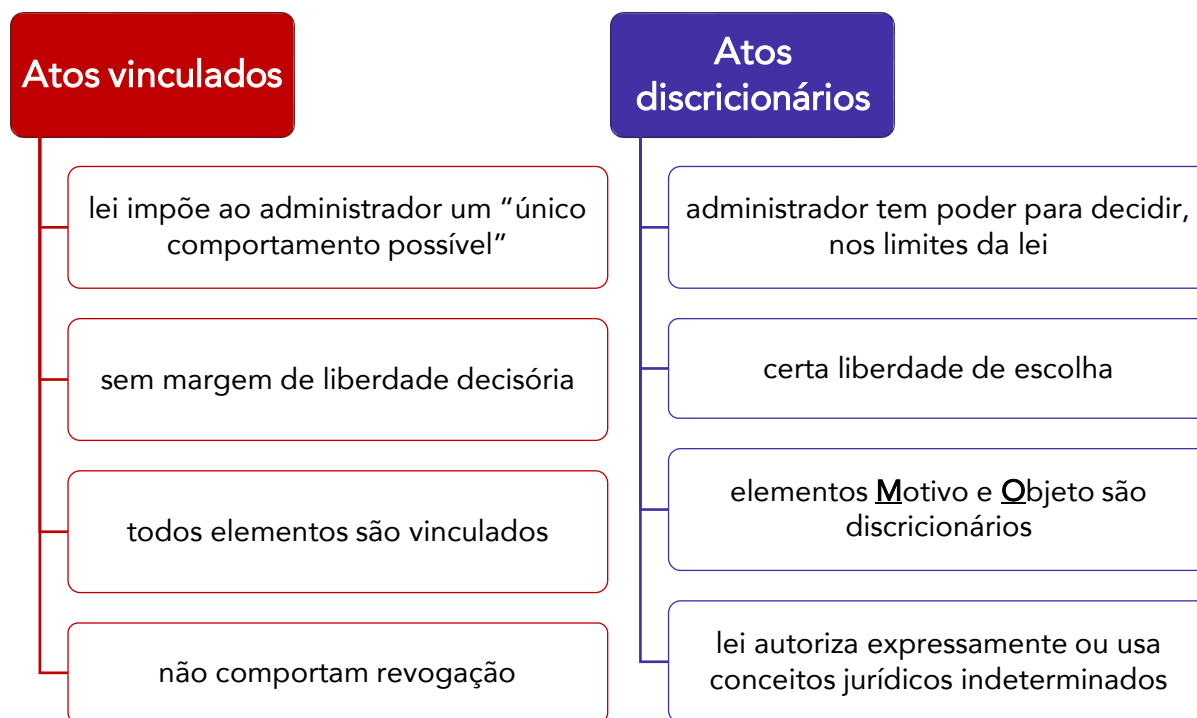 Atos vinculados
lei impõe ao administrador um “único
comportamento possível”
sem margem de liberdade decisória
todos elementos são vinculados
não comportam revogação
Atos
discricionários
administrador tem poder para decidir,
nos limites da lei
certa liberdade de escolha
elementos Motivo e Objeto são
discricionários
lei autoriza expressamente ou usa
conceitos jurídicos indeterminados